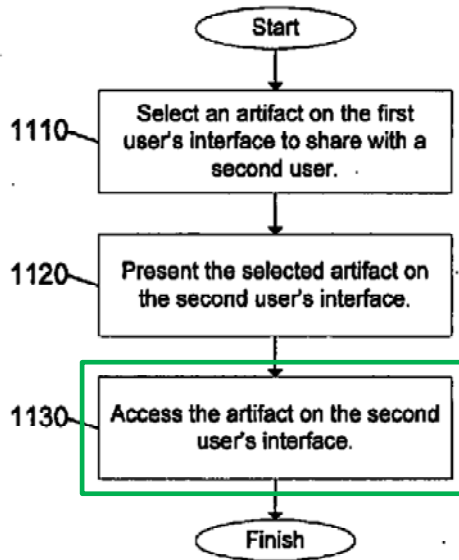 Start
1110
Select an artifact on the first
user's interface to share with a
second user.
1120
Present the selected artifact on
the second user's interface.
1130
Access the artifact on the second
user's interface.
Finish